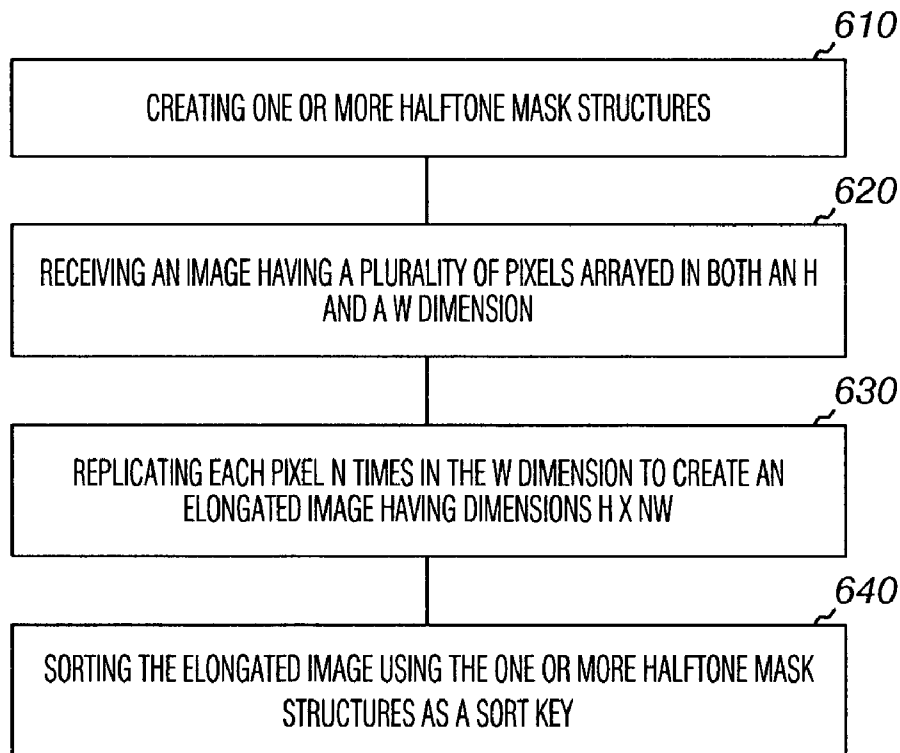 610
CREATING ONE OR MORE HALFTONE MASK STRUCTURES
620
RECEIVING AN IMAGE HAVING A PLURALITY OF PIXELS ARRAYED IN BOTH AN H
AND A W DIMENSION
630
REPLICATING EACH PIXEL N TIMES IN THE W DIMENSION TO CREATE AN
ELONGATED IMAGE HAVING DIMENSIONS H X NW
640
SORTING THE ELONGATED IMAGE USING THE ONE OR MORE HALFTONE MASK
STRUCTURES AS A SORT KEY